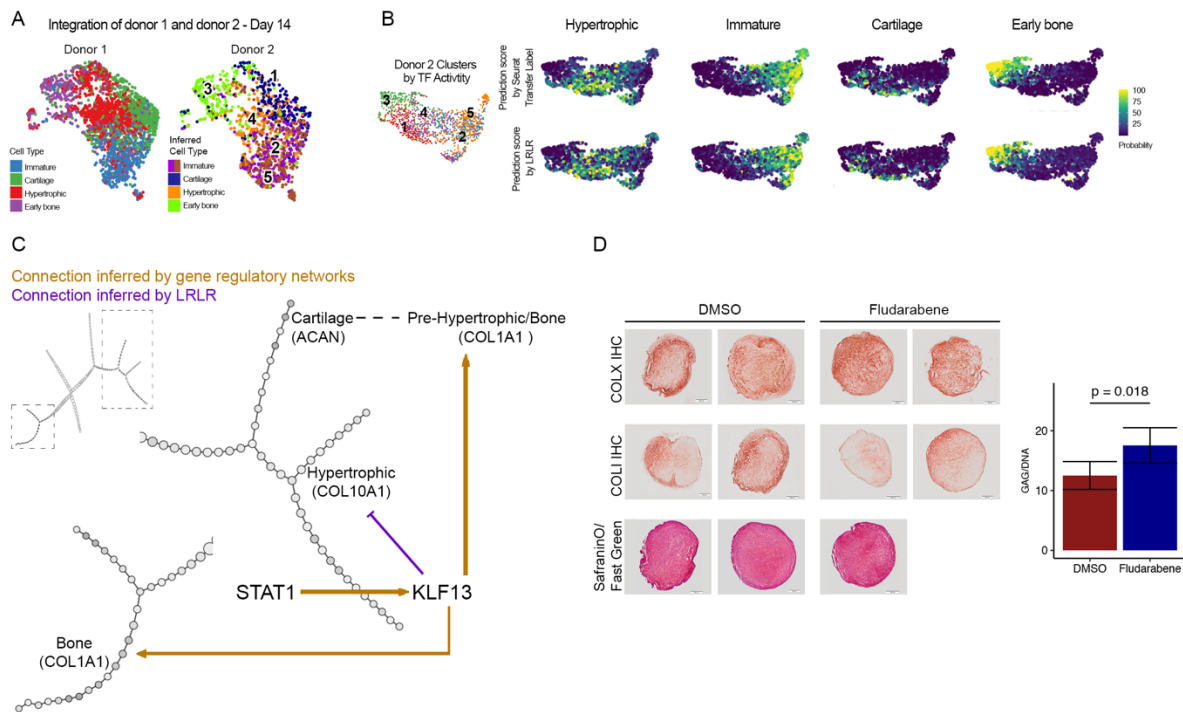 A
Integration of donor 1 and donor 2 - Day 14
Donor 1
Donor 2
1
3
4
2
5
Cell Type
Immature
Cartilage
Hypertrophic
Early bone
Inferred
Cell Type
Immature
Cartilage
Hypertrophic
Early bone
B
Donor 2 Clusters
by TF Activtity
3
4
5
1
2
Hypertrophic
Immature
Cartilage
Early bone
Prediction score
by Seurat
Transfer Label
Prediction score
by LRLR
100
75
50
25
Probability
C
Connection inferred by gene regulatory networks
Connection inferred by LRLR
Cartilage
(ACAN)
Pre-Hypertrophic/Bone
(COL1A1 )
Hypertrophic
(COL10A1)
STAT1
KLF13
Bone
(COL1A1)
D
DMSO
Fludarabene
COLX IHC
COLI IHC
SafraninO/
Fast Green
p = 0.018
20
10
0
GAG/DNA
DMSO
Fludarabene